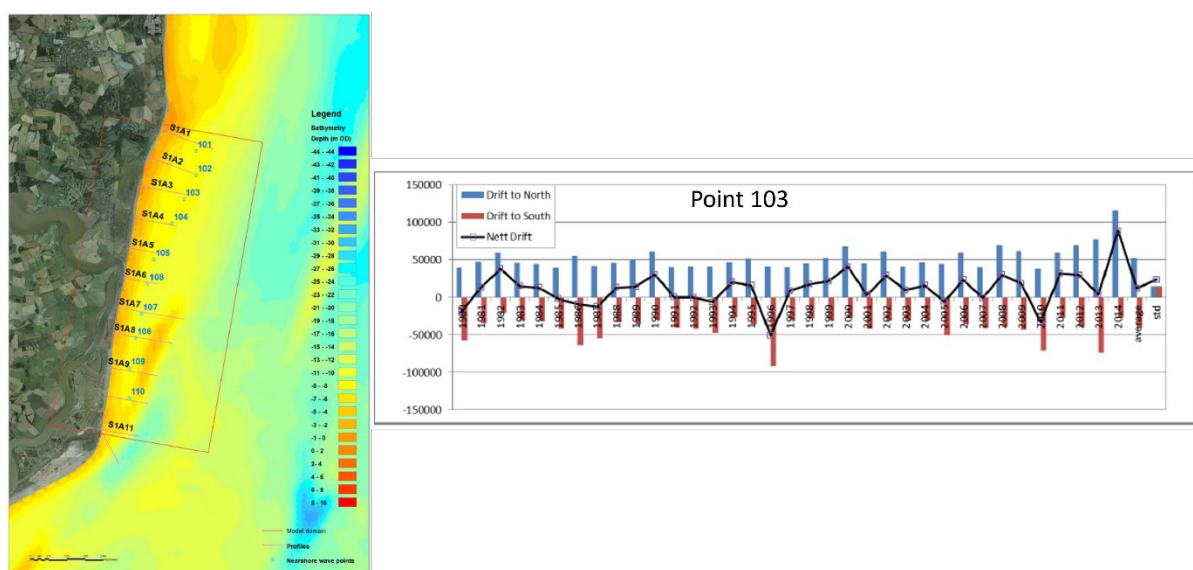 S1A1
101
S1A2
102
S1A3
103
S1A4
104
S1A5
105
S1A6
108
S1A7
107
S1A8
106
S1A9
109
110
S1A11
Legend
Bathymetry
Depth (m OD)
-44 - -44
-43 - -42
-41 - -40
-39 - -38
-37 - -36
-35 - -34
-33 - -32
-31 - -30
-29 - -28
-27 - -26
-25 - -24
-23 - -22
-21 - -20
-19 - -18
-17 - -16
-15 - -14
-13 - -12
-11 - -10
-9 - -8
-7 - -6
-5 - -4
-3 - -2
-1 - 0
0 - 2
2 - 4
4 - 6
6 - 8
8 - 10
Model domain
Profiles
Nearshore wave points
Point 103
Drift to North
Drift to South
Nett Drift
150000
100000
50000
0
-50000
-100000
-150000
1980
1981
1982
1983
1984
1985
1986
1987
1988
1989
1990
1991
1992
1993
1994
1995
1996
1997
1998
1999
2000
2001
2002
2003
2004
2005
2006
2007
2008
2009
2010
2011
2012
2013
2014
average
std